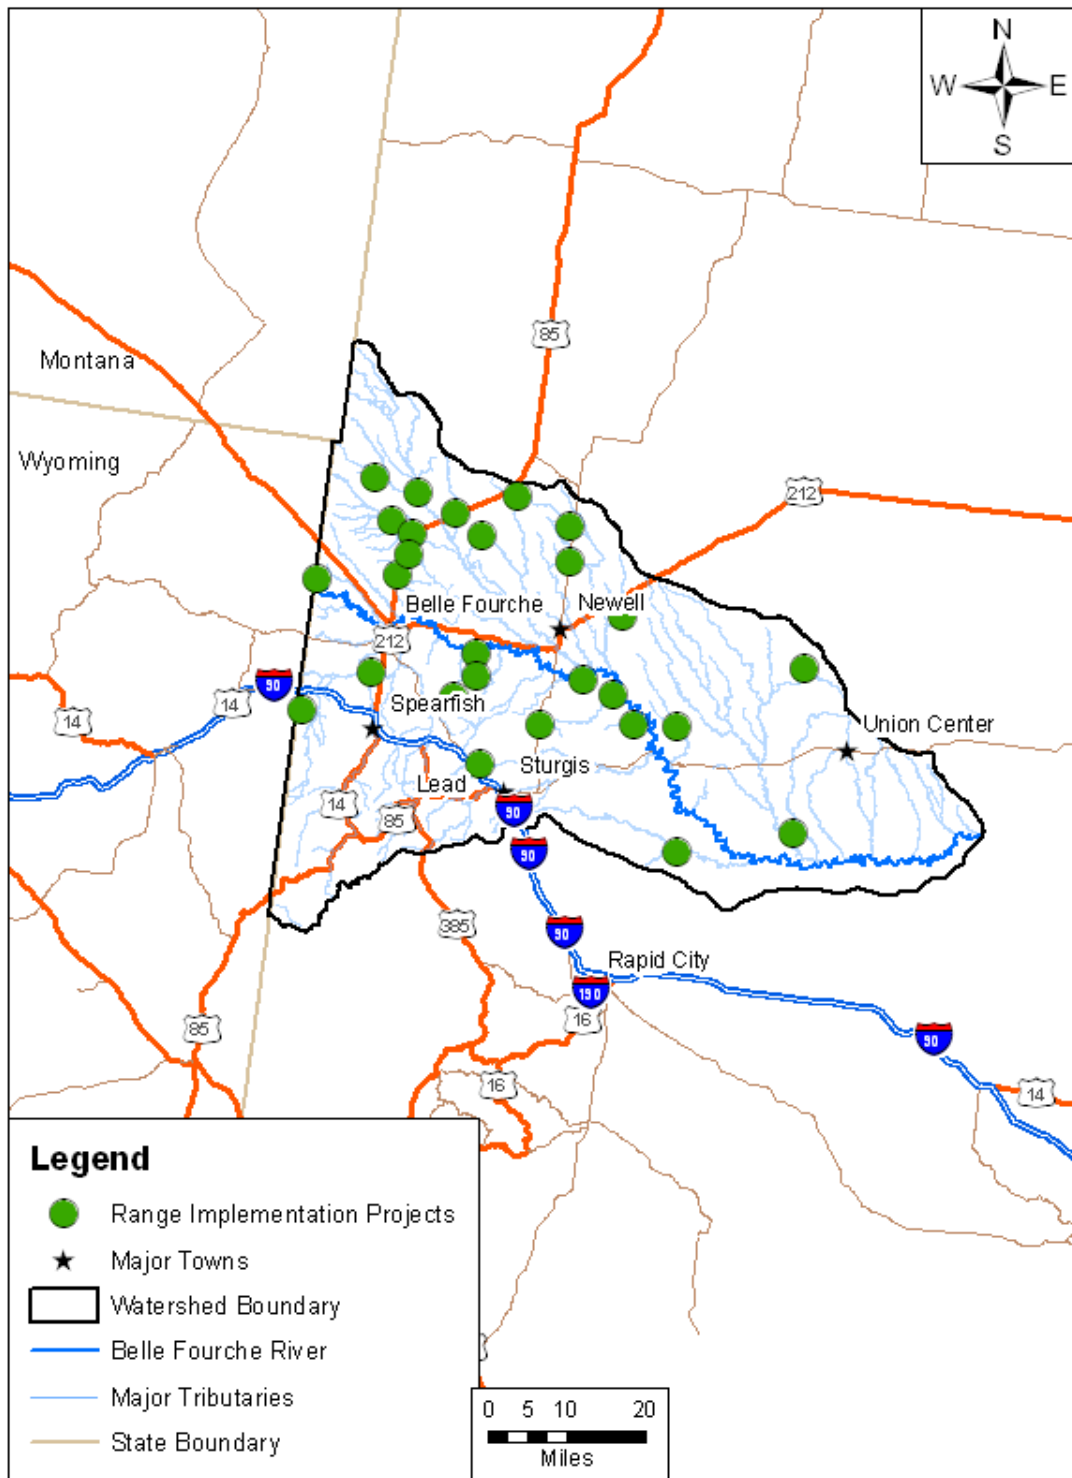 N
W E
S
85
Montana
Wyoming
212
Belle Fourche
Newell
212
90
14
14
Spearfish
Union Center
Sturgis
Lead
14
85
90
90
385
90
Rapid City
190
16
85
90
16
14
Legend
Range Implementation Projects
Major Towns
Watershed Boundary
Belle Fourche River
Major Tributaries
State Boundary
0 5 10 20
Miles